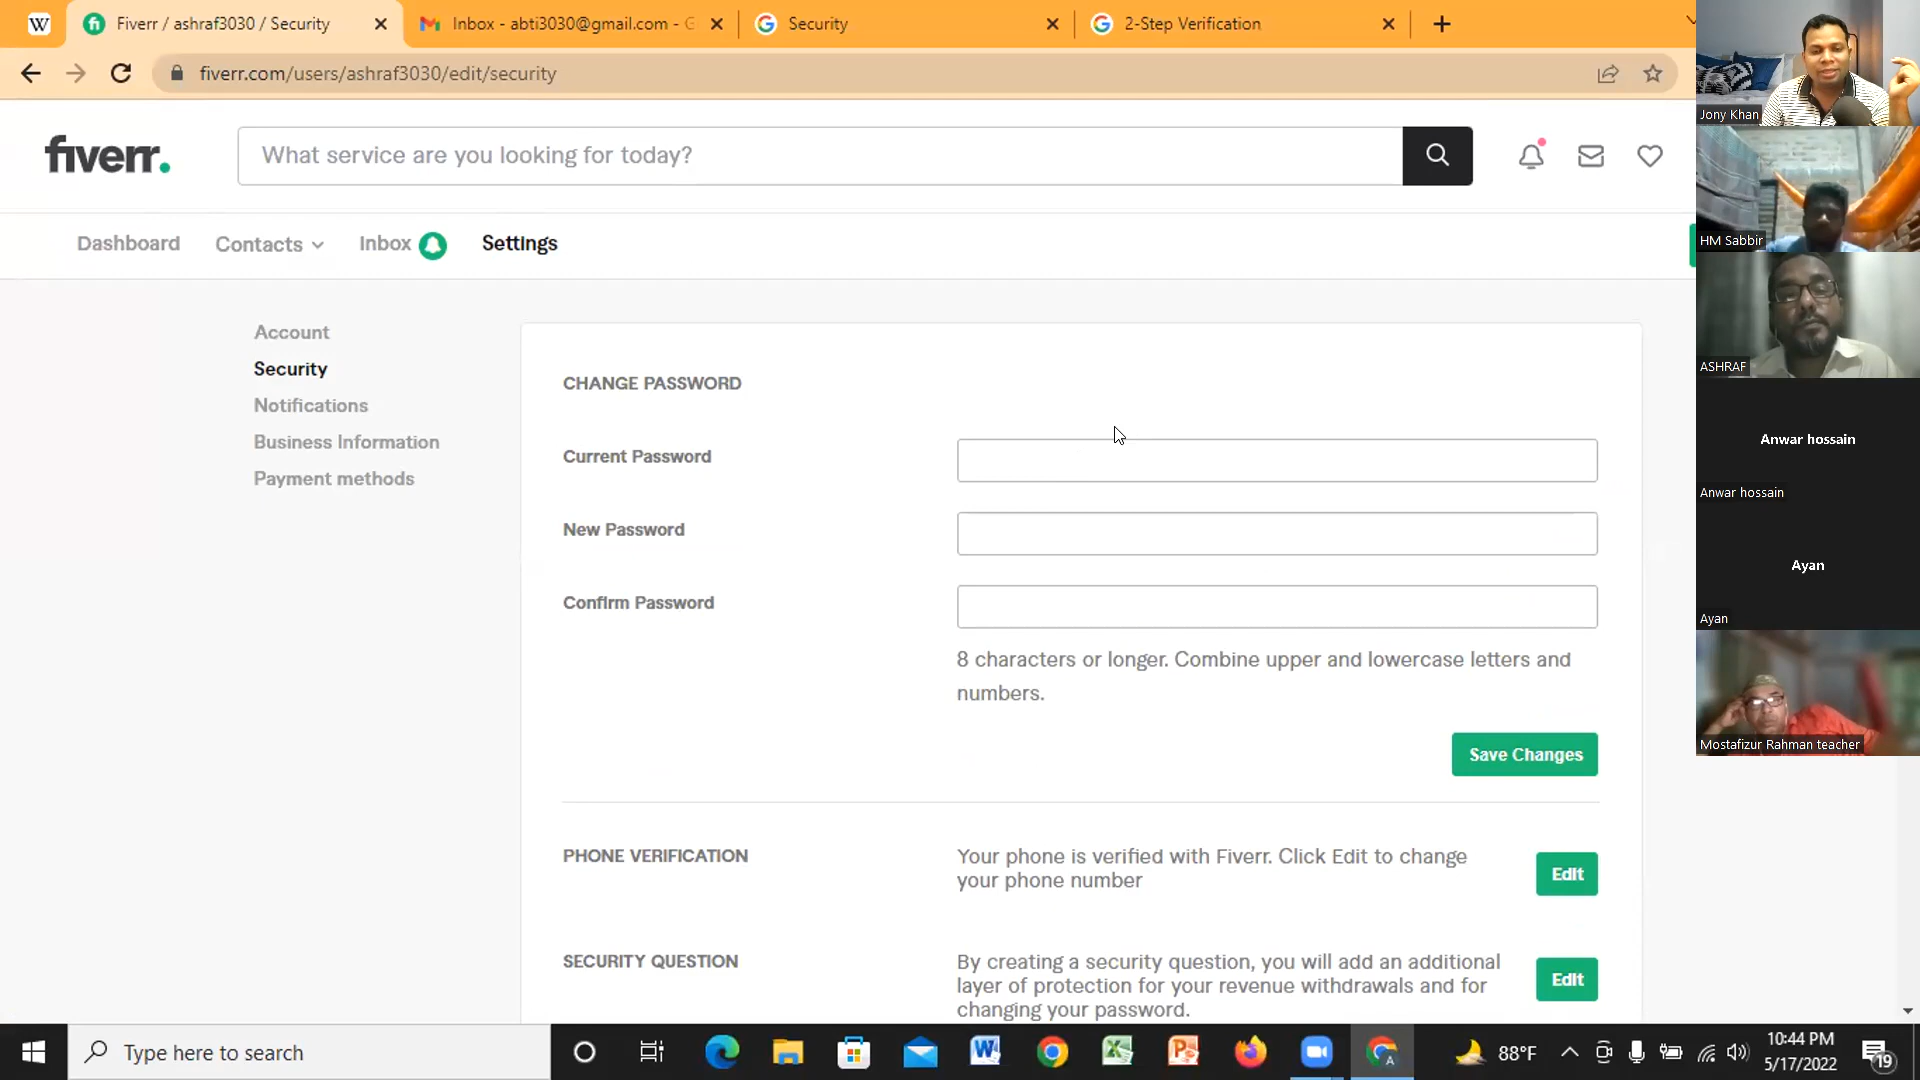 Fiverr / ashraf3030 / Security
Inbox - abti3030@gmail.com - G
Security
2-Step Verification
fiverr.com/users/ashraf3030/edit/security
fiverr.
What service are you looking for today?
Dashboard
Contacts
Inbox
Settings
Account
Security
Notifications
Business Information
Payment methods
CHANGE PASSWORD
Current Password
New Password
Confirm Password
8 characters or longer. Combine upper and lowercase letters and
numbers.
Save Changes
PHONE VERIFICATION
Your phone is verified with Fiverr. Click Edit to change
your phone number
Edit
SECURITY QUESTION
By creating a security question, you will add an additional
layer of protection for your revenue withdrawals and for
changing your password.
Edit
Jony Khan
HM Sabbir
ASHRAF
Anwar hossain
Anwar hossain
Ayan
Ayan
Mostafizur Rahman teacher
Type here to search
88°F
10:44 PM
5/17/2022
19